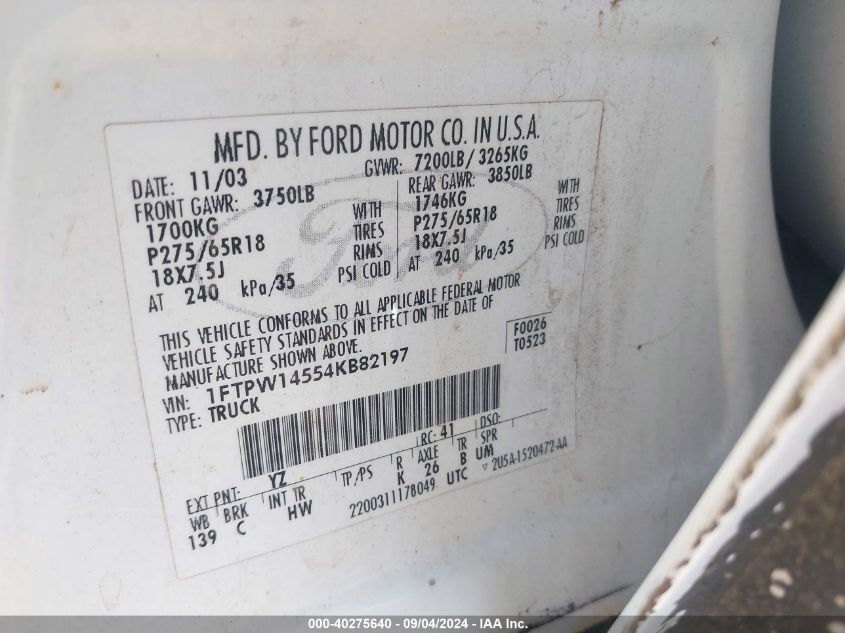 MFD. BY FORD MOTOR CO. IN U.S.A.
DATE: 11/03 GVWR: 7200LB/ 3265KG
FRONT GAWR: 3750LB REAR GAWR: 3850LB
1700KG WITH 1746KG WITH
P275/65R18 TIRES P275/65R18 TIRES
18X7.5J RIMS 18X7.5J RIMS
AT 240 kPa/35 PSI COLD AT 240 kPa/35 PSI COLD
THIS VEHICLE CONFORMS TO ALL APPLICABLE FEDERAL MOTOR
VEHICLE SAFETY STANDARDS IN EFFECT ON THE DATE OF
MANUFACTURE SHOWN ABOVE.
F0026
T0523
VIN: 1FTPW14554KB82197
TYPE: TRUCK
EXT PNT: YZ RC: 41 DSO:
WB BRK INT TR TP/PS R AXLE TR SPR
139 C HW K 26 B UM
2200311178049 UTC
▽ 2U5A-1520472-AA
Ford
000-40275640 - 09/04/2024 - IAA Inc.